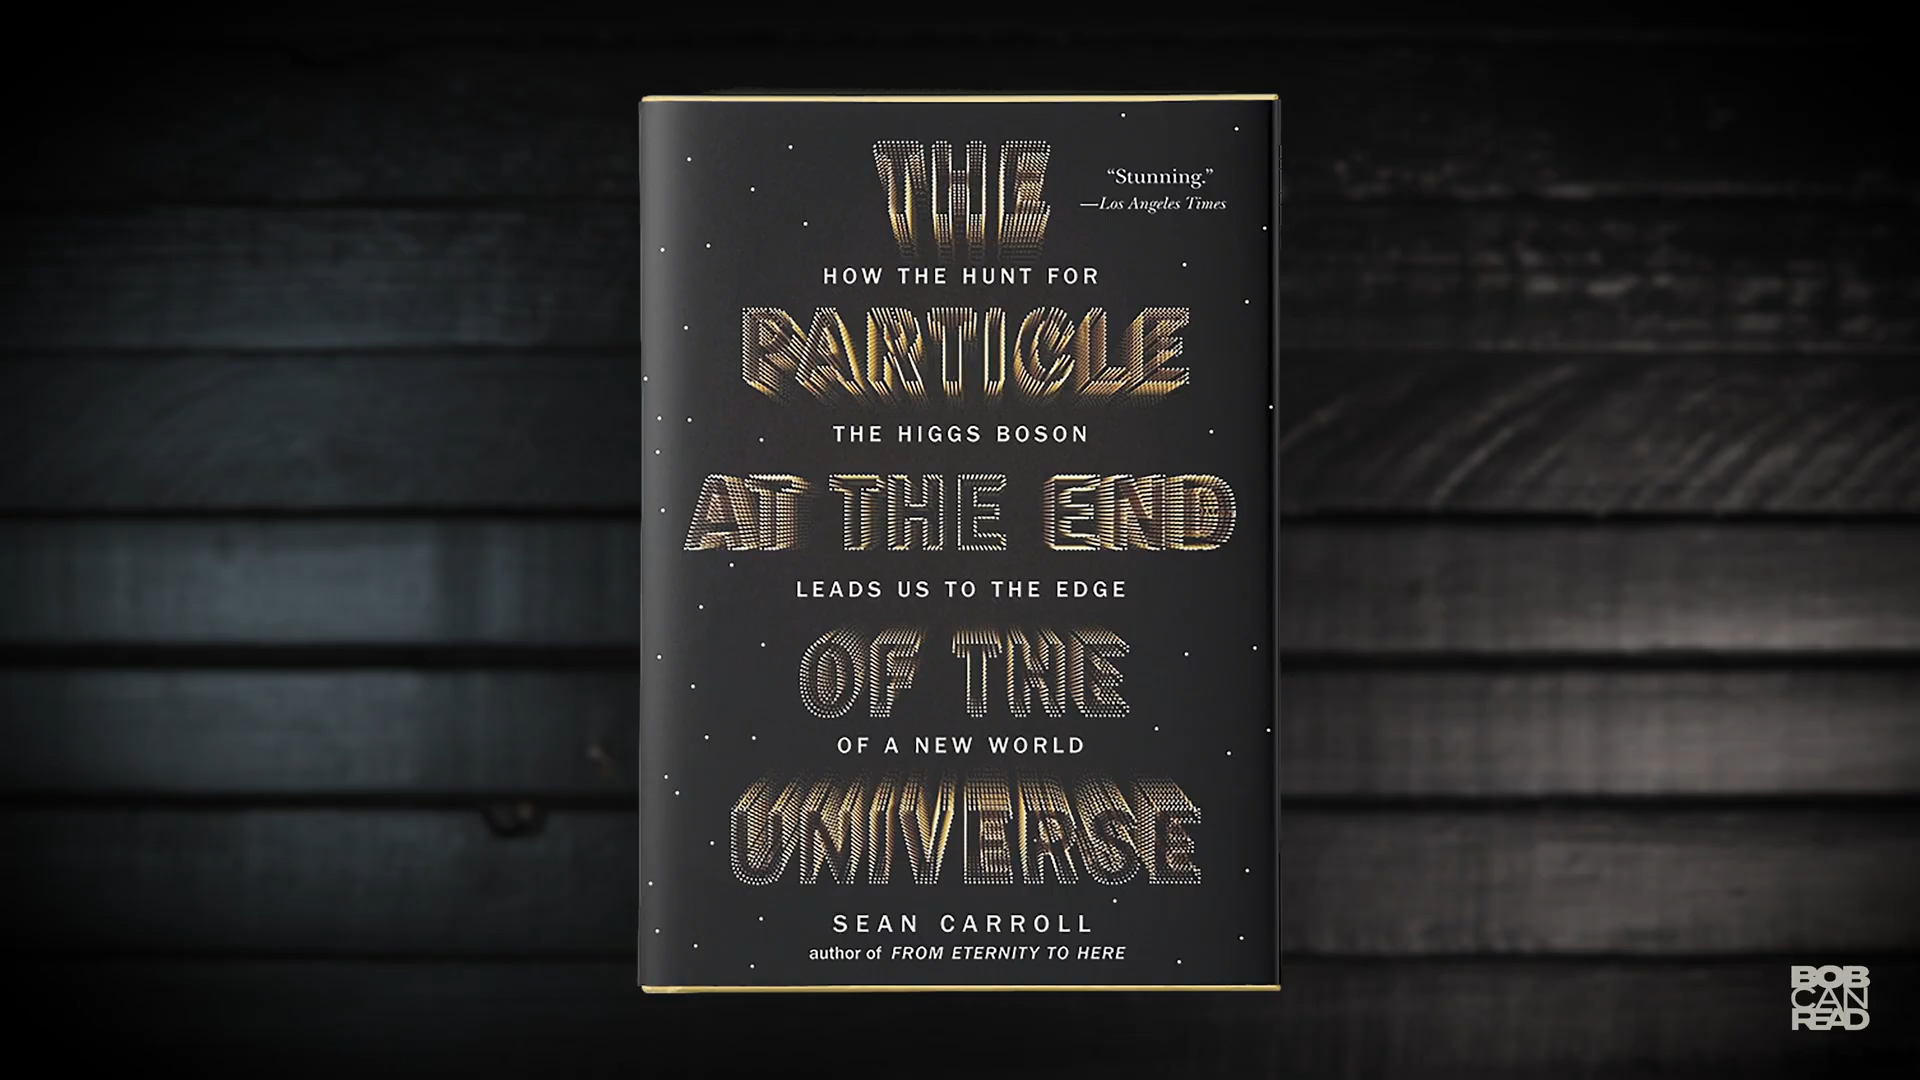 THE
“Stunning.”
—Los Angeles Times
HOW THE HUNT FOR
PARTICLE
THE HIGGS BOSON
AT THE END
LEADS US TO THE EDGE
OF THE
OF A NEW WORLD
UNIVERSE
SEAN CARROLL
author of FROM ETERNITY TO HERE
BOB
CAN
READ